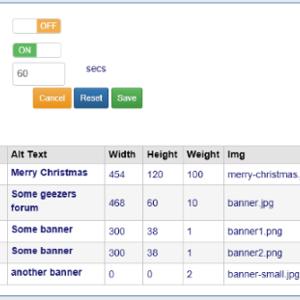 OFF
ON
60 secs
Cancel Reset Save
Alt Text Width Height Weight Img
Merry Christmas 454 120 100 merry-christmas.
Some geezers
forum 468 60 10 banner.jpg
Some banner 300 38 1 banner1.png
Some banner 300 38 1 banner2.png
another banner 0 0 2 banner-small.jpg